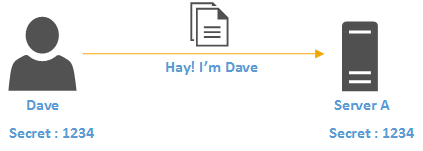 Hay! I'm Dave
Dave
Server A
Secret : 1234
Secret : 1234